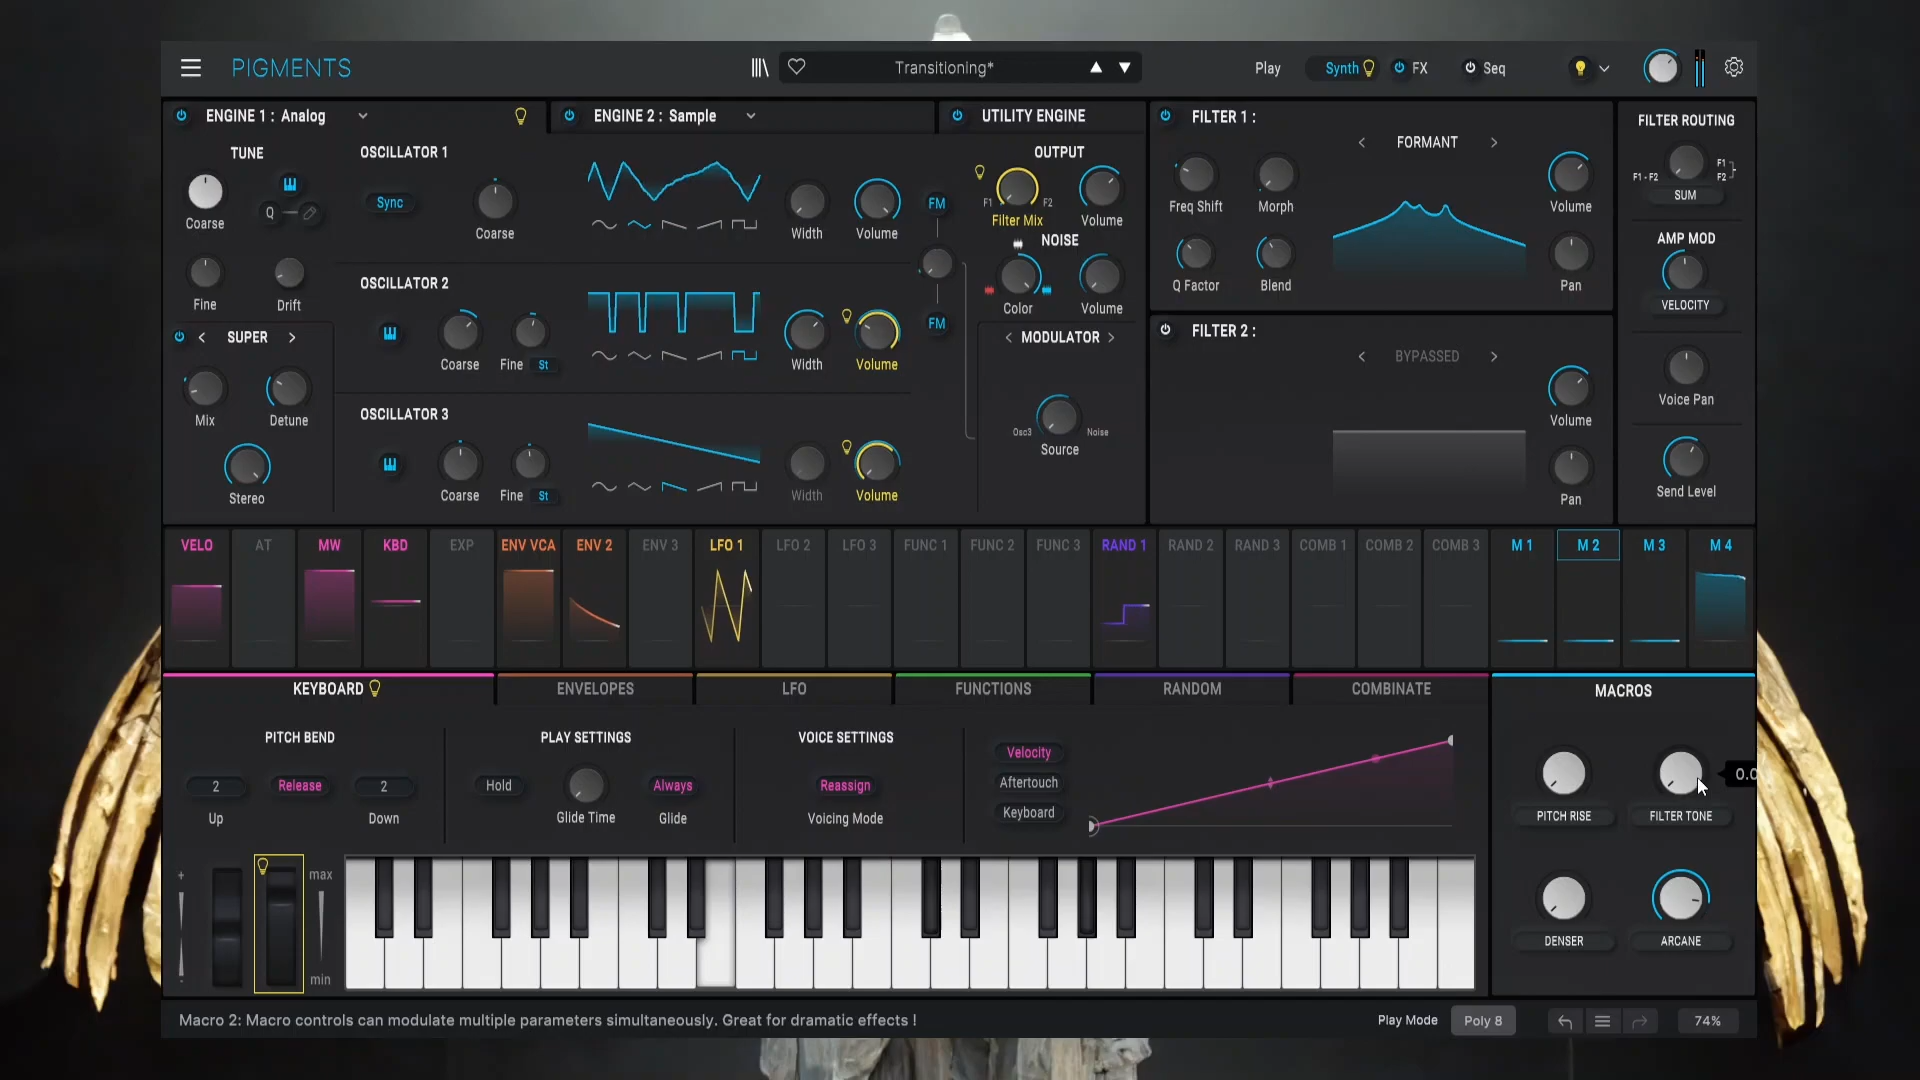 PIGMENTS
Transitioning*
Play
Synth
FX
Seq
ENGINE 1 : Analog
ENGINE 2 : Sample
UTILITY ENGINE
FILTER 1 :
FILTER ROUTING
TUNE
Coarse
Q
Fine
Drift
SUPER
Mix
Detune
Stereo
OSCILLATOR 1
Sync
Coarse
Width
Volume
FM
OSCILLATOR 2
Coarse
Fine
St
Width
Volume
FM
OSCILLATOR 3
Coarse
Fine
St
Width
Volume
OUTPUT
F1
F2
Filter Mix
Volume
NOISE
Color
Volume
MODULATOR
Osc3
Noise
Source
FORMANT
Freq Shift
Morph
Volume
Q Factor
Blend
Pan
FILTER 2 :
BYPASSED
Volume
Pan
F1 - F2
F1
F2
SUM
AMP MOD
VELOCITY
Voice Pan
Send Level
VELO
AT
MW
KBD
EXP
ENV VCA
ENV 2
ENV 3
LFO 1
LFO 2
LFO 3
FUNC 1
FUNC 2
FUNC 3
RAND 1
RAND 2
RAND 3
COMB 1
COMB 2
COMB 3
M 1
M 2
M 3
M 4
KEYBOARD
ENVELOPES
LFO
FUNCTIONS
RANDOM
COMBINATE
MACROS
PITCH BEND
2
Release
2
Up
Down
PLAY SETTINGS
Hold
Glide Time
Always
Glide
VOICE SETTINGS
Reassign
Voicing Mode
Velocity
Aftertouch
Keyboard
0.0
PITCH RISE
FILTER TONE
DENSER
ARCANE
+
-
max
min
Macro 2: Macro controls can modulate multiple parameters simultaneously. Great for dramatic effects !
Play Mode
Poly 8
74%